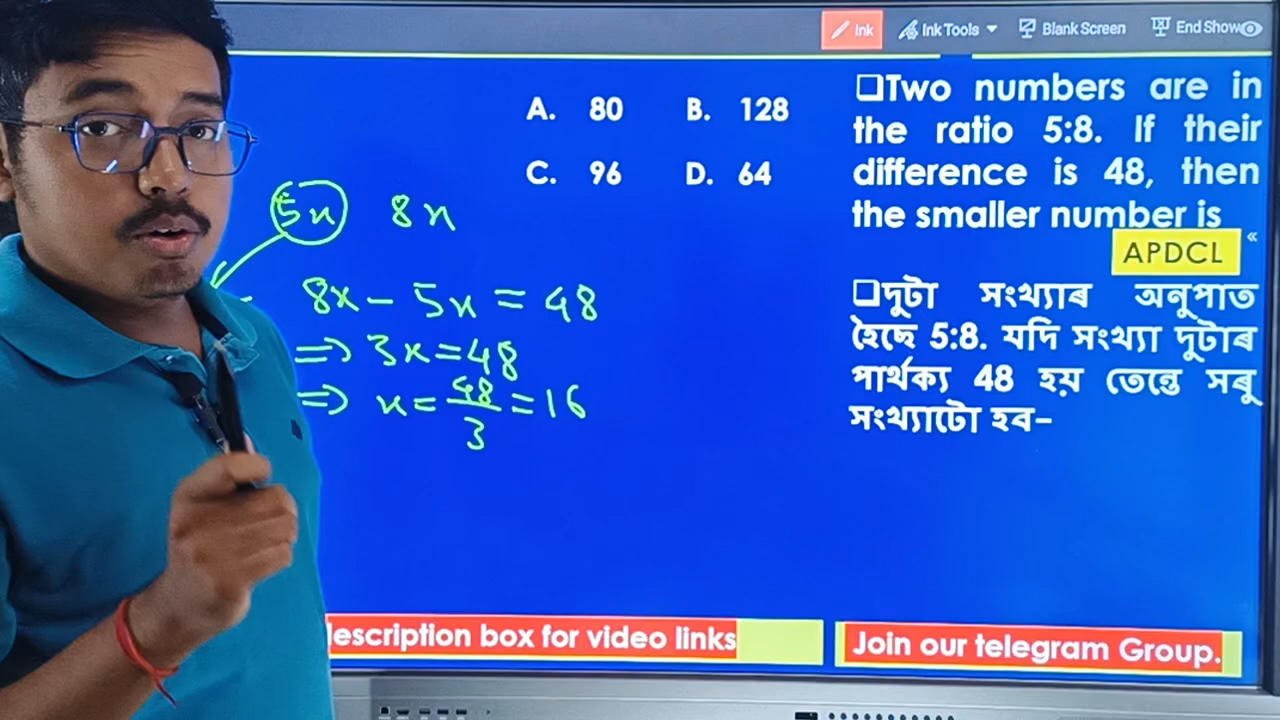 Ink Ink Tools Blank Screen End Show
A. 80 B. 128
C. 96 D. 64
5x 8x
8x - 5x = 48
=> 3x = 48
=> x = 48/3 = 16
❑Two numbers are in
the ratio 5:8. If their
difference is 48, then
the smaller number is
APDCL
❑দুটা সংখ্যাৰ অনুপাত
হৈছে 5:8. যদি সংখ্যা দুটাৰ
পাৰ্থক্য 48 হয় তেন্তে সৰু
সংখ্যাটো হব–
description box for video links
Join our telegram Group.